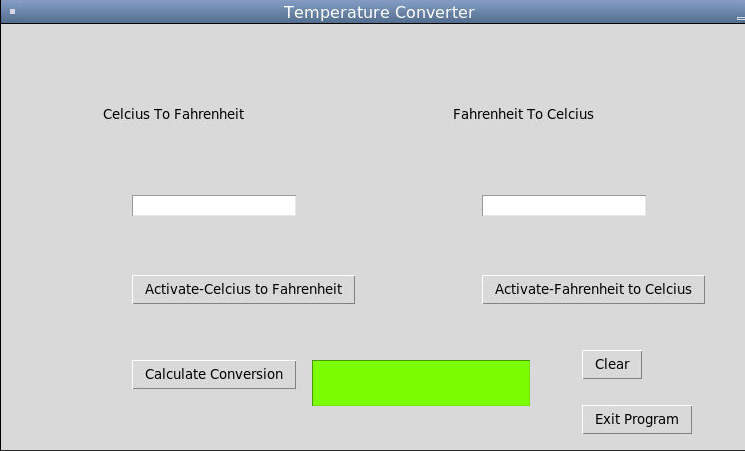 Temperature Converter
Celcius To Fahrenheit
Fahrenheit To Celcius
Activate-Celcius to Fahrenheit
Activate-Fahrenheit to Celcius
Calculate Conversion
Clear
Exit Program